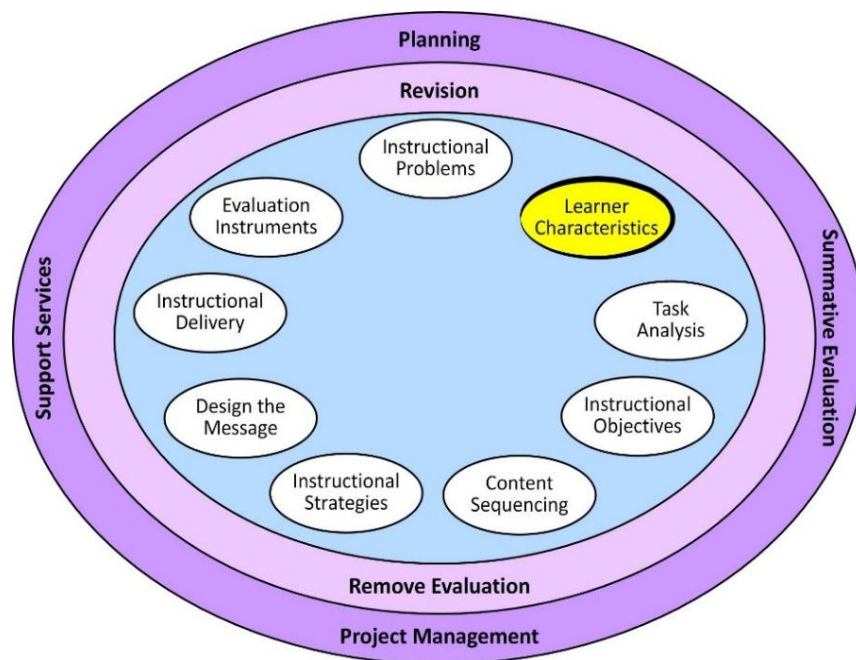 Planning
Revision
Instructional
Problems
Learner
Characteristics
Task
Analysis
Instructional
Objectives
Content
Sequencing
Instructional
Strategies
Design the
Message
Instructional
Delivery
Evaluation
Instruments
Support Services
Summative Evaluation
Remove Evaluation
Project Management